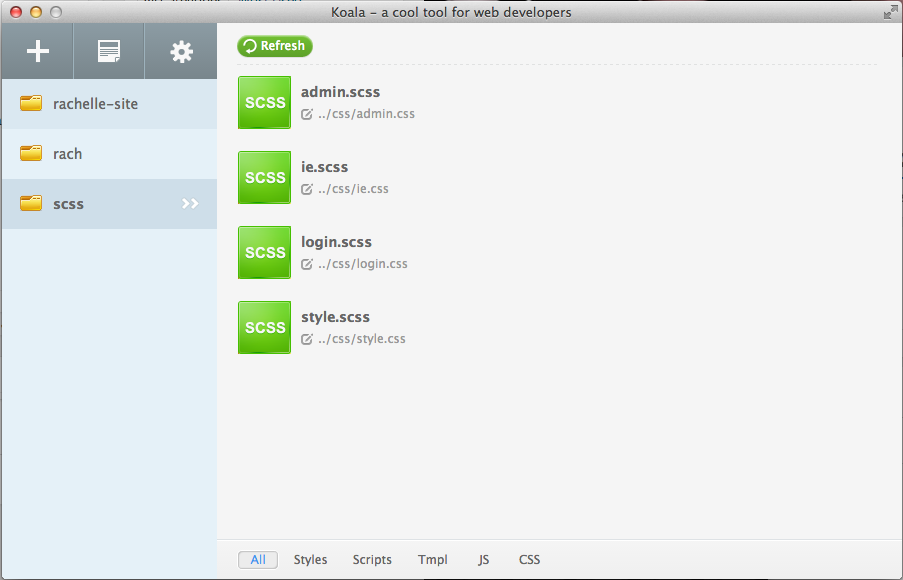 Koala – a cool tool for web developers
Refresh
rachelle-site
rach
scss
SCSS
admin.scss
../css/admin.css
SCSS
ie.scss
../css/ie.css
SCSS
login.scss
../css/login.css
SCSS
style.scss
../css/style.css
All Styles Scripts Tmpl JS CSS